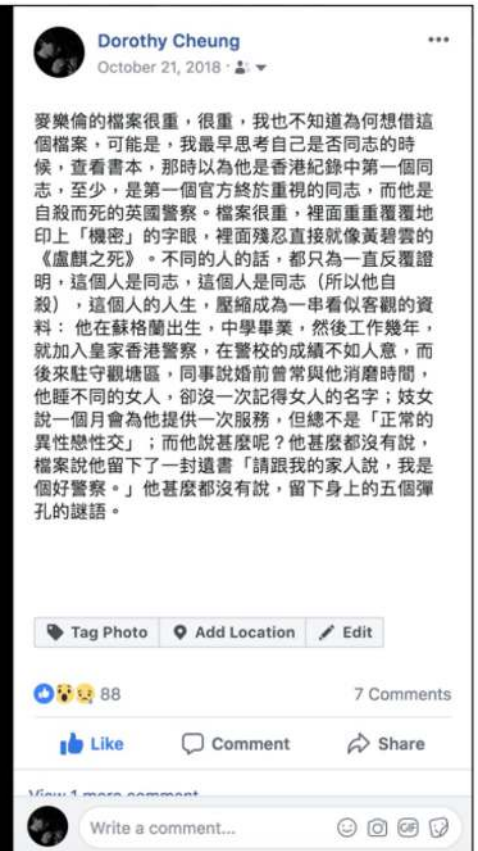 Dorothy Cheung
October 21, 2018
麥樂倫的檔案很重，很重，我也不知道為何想借這
個檔案，可能是，我最早思考自己是否同志的時
候，查看書本，那時以為他是香港紀錄中第一個同
志，至少，是第一個官方終於重視的同志，而他是
自殺而死的英國警察。檔案很重，裡面重重覆覆地
印上「機密」的字眼，裡面殘忍直接就像黃碧雲的
《盧麒之死》。不同的人的話，都只為一直反覆證
明，這個人是同志，這個人是同志（所以他自
殺），這個人的人生，壓縮成為一串看似客觀的資
料： 他在蘇格蘭出生，中學畢業，然後工作幾年，
就加入皇家香港警察，在警校的成績不如人意，而
後來駐守觀塘區，同事說婚前曾常與他消磨時間，
他睡不同的女人，卻沒一次記得女人的名字；妓女
說一個月會為他提供一次服務，但總不是「正常的
異性戀性交」；而他說甚麼呢？他甚麼都沒有說，
檔案說他留下了一封遺書「請跟我的家人說，我是
個好警察。」他甚麼都沒有說，留下身上的五個彈
孔的謎語。
Tag Photo Add Location Edit
88 7 Comments
Like Comment Share
View 1 more comment
Write a comment... GIF